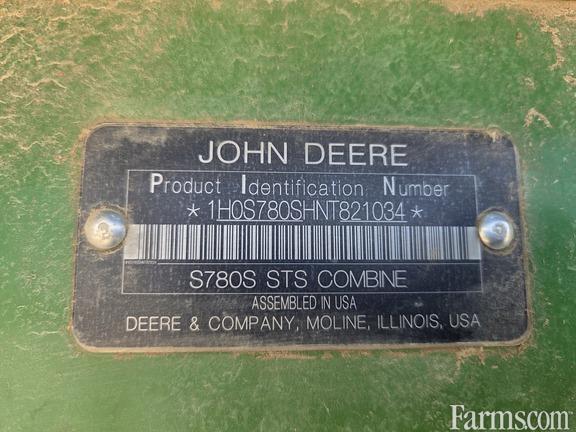 JOHN DEERE
Product Identification Number
*1H0S780SHNT821034*
S780S STS COMBINE
ASSEMBLED IN USA
DEERE & COMPANY, MOLINE, ILLINOIS, USA
Farms.com